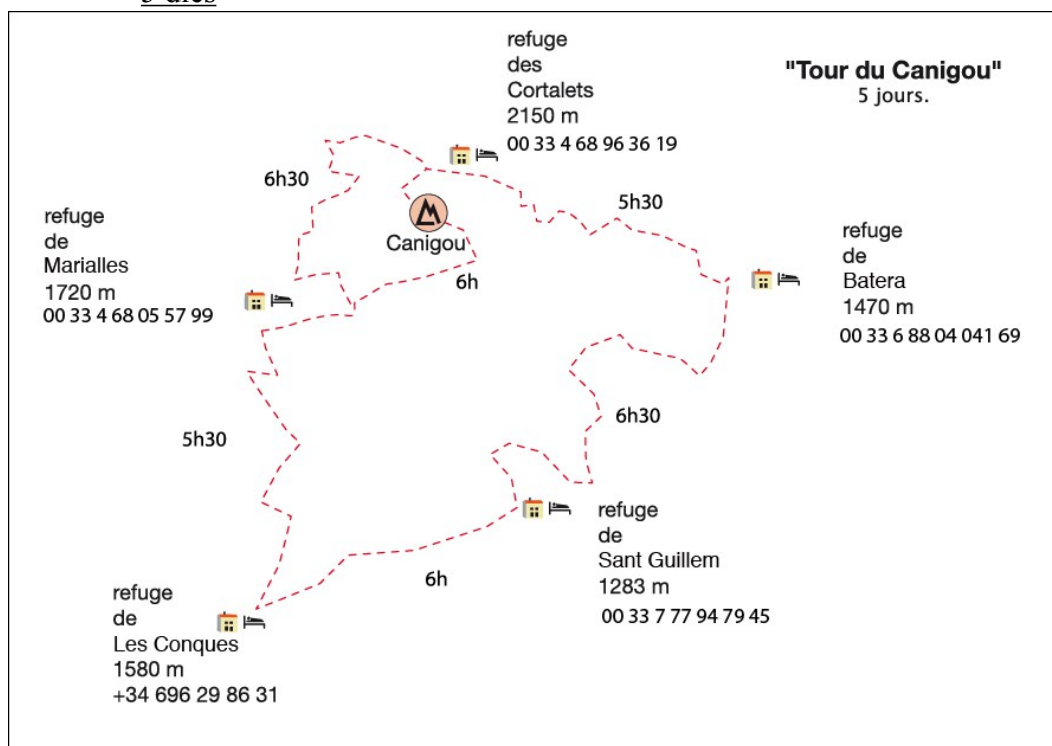 5 dies
refuge
des
Cortalets
2150 m
00 33 4 68 96 36 19
"Tour du Canigou"
5 jours.
6h30
5h30
refuge
de
Marialles
1720 m
00 33 4 68 05 57 99
Canigou
6h
refuge
de
Batera
1470 m
00 33 6 88 04 041 69
5h30
6h30
refuge
de
Sant Guillem
1283 m
00 33 7 77 94 79 45
6h
refuge
de
Les Conques
1580 m
+34 696 29 86 31